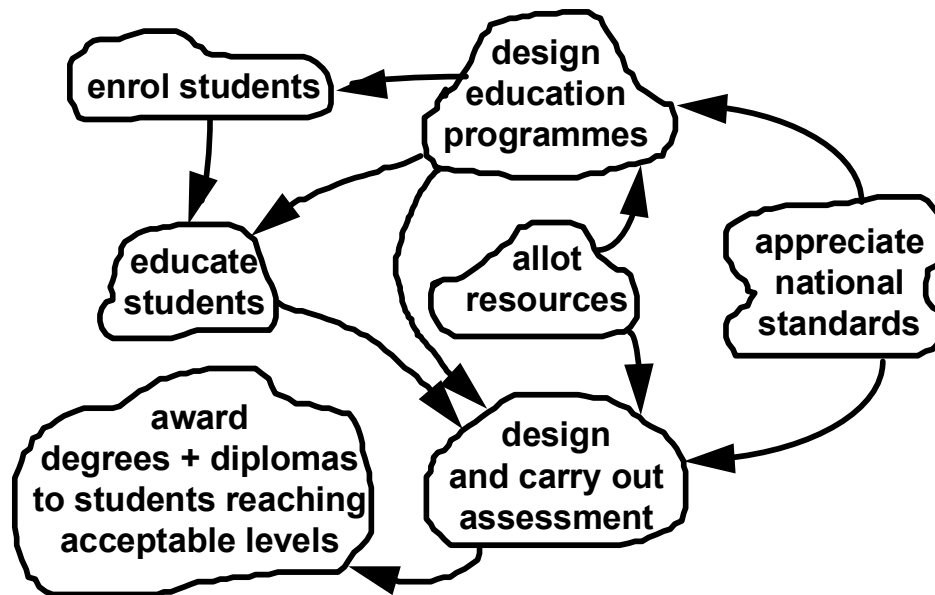 enrol students
design
education
programmes
educate
students
allot
resources
appreciate
national
standards
award
degrees + diplomas
to students reaching
acceptable levels
design
and carry out
assessment